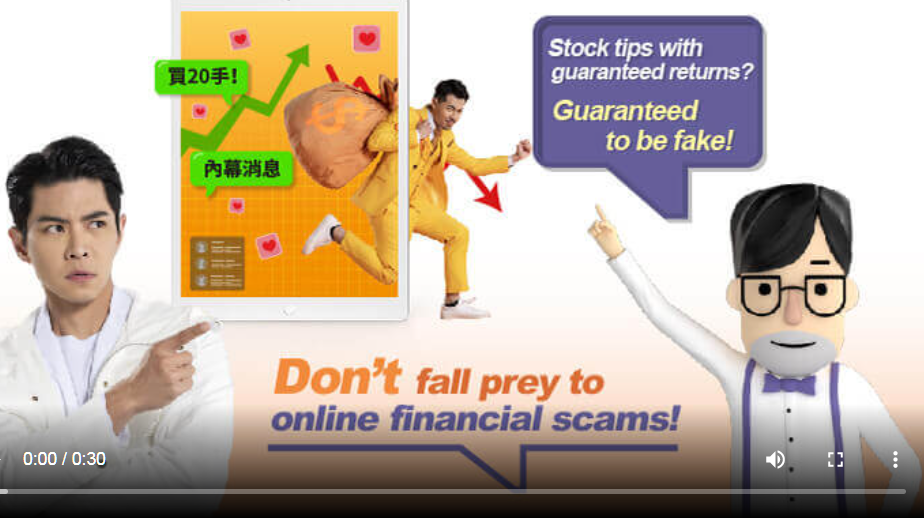 買20手!
內幕消息
Stock tips with
guaranteed returns?
Guaranteed
to be fake!
Don't fall prey to
online financial scams!
0:00 / 0:30